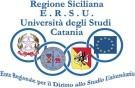 Regione Siciliana
E. R. S. U.
Università degli Studi
Catania
Ente Regionale per il Diritto allo Studio Universitario